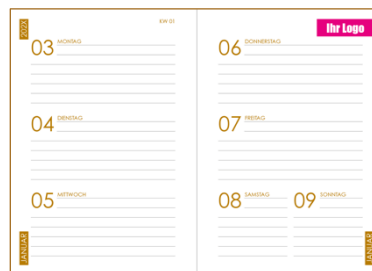 202X
KW 01
03 MONTAG
04 DIENSTAG
05 MITTWOCH
JANUAR
Ihr Logo
06 DONNERSTAG
07 FREITAG
08 SAMSTAG
09 SONNTAG
JANUAR